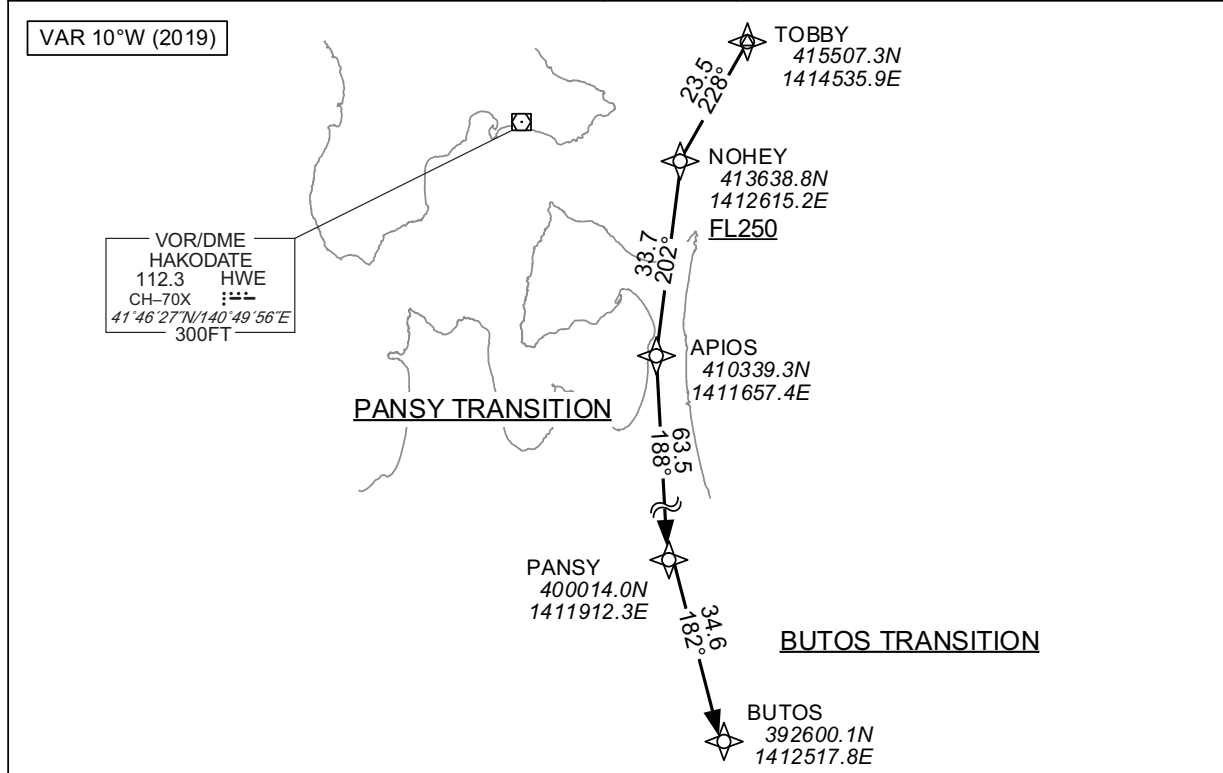 VAR 10°W (2019)
TOBBY
415507.3N
1414535.9E
23.5
228°
NOHEY
413638.8N
1412615.2E
FL250
VOR/DME
HAKODATE
112.3 HWE
CH–70X
41°46′27″N/140°49′56″E
300FT
33.7
202°
APIOS
410339.3N
1411657.4E
PANSY TRANSITION
63.5
188°
PANSY
400014.0N
1411912.3E
34.6
182°
BUTOS TRANSITION
BUTOS
392600.1N
1412517.8E